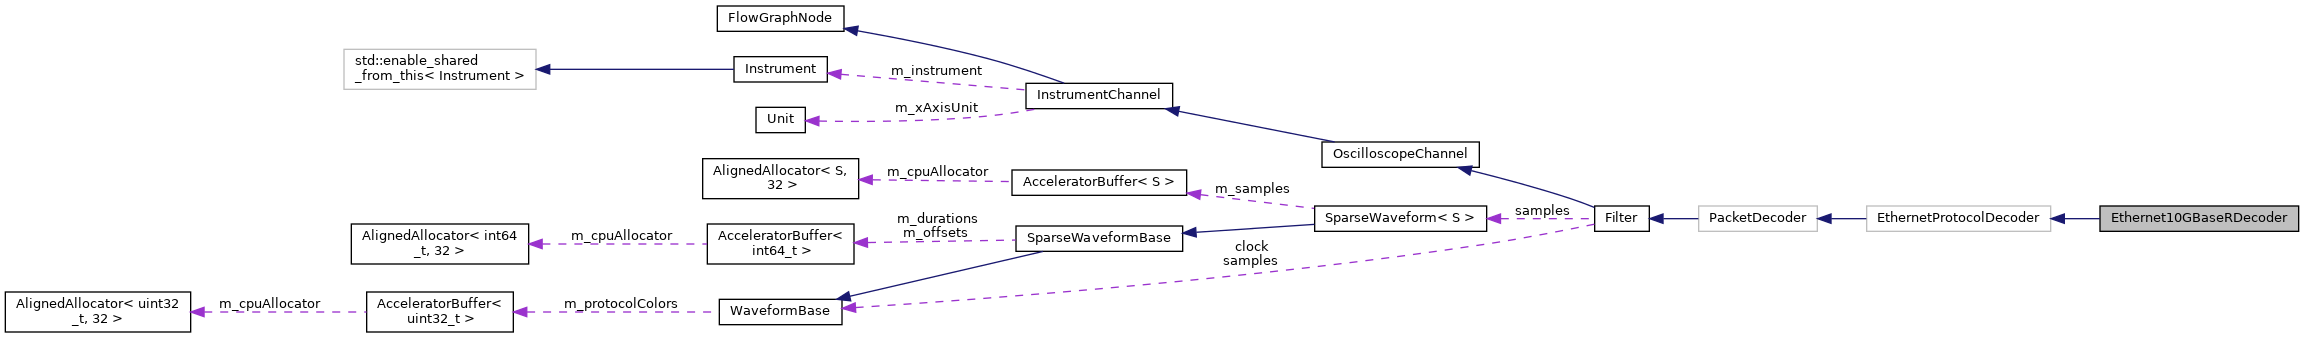 FlowGraphNode
std::enable_shared
_from_this< Instrument >
Instrument
m_instrument
InstrumentChannel
Unit
m_xAxisUnit
OscilloscopeChannel
AlignedAllocator< S,
32 >
m_cpuAllocator
AcceleratorBuffer< S >
m_samples
SparseWaveform< S >
samples
Filter
PacketDecoder
EthernetProtocolDecoder
Ethernet10GBaseRDecoder
AlignedAllocator< int64
_t, 32 >
m_cpuAllocator
AcceleratorBuffer<
int64_t >
m_durations
m_offsets
SparseWaveformBase
clock
samples
AlignedAllocator< uint32
_t, 32 >
m_cpuAllocator
AcceleratorBuffer<
uint32_t >
m_protocolColors
WaveformBase